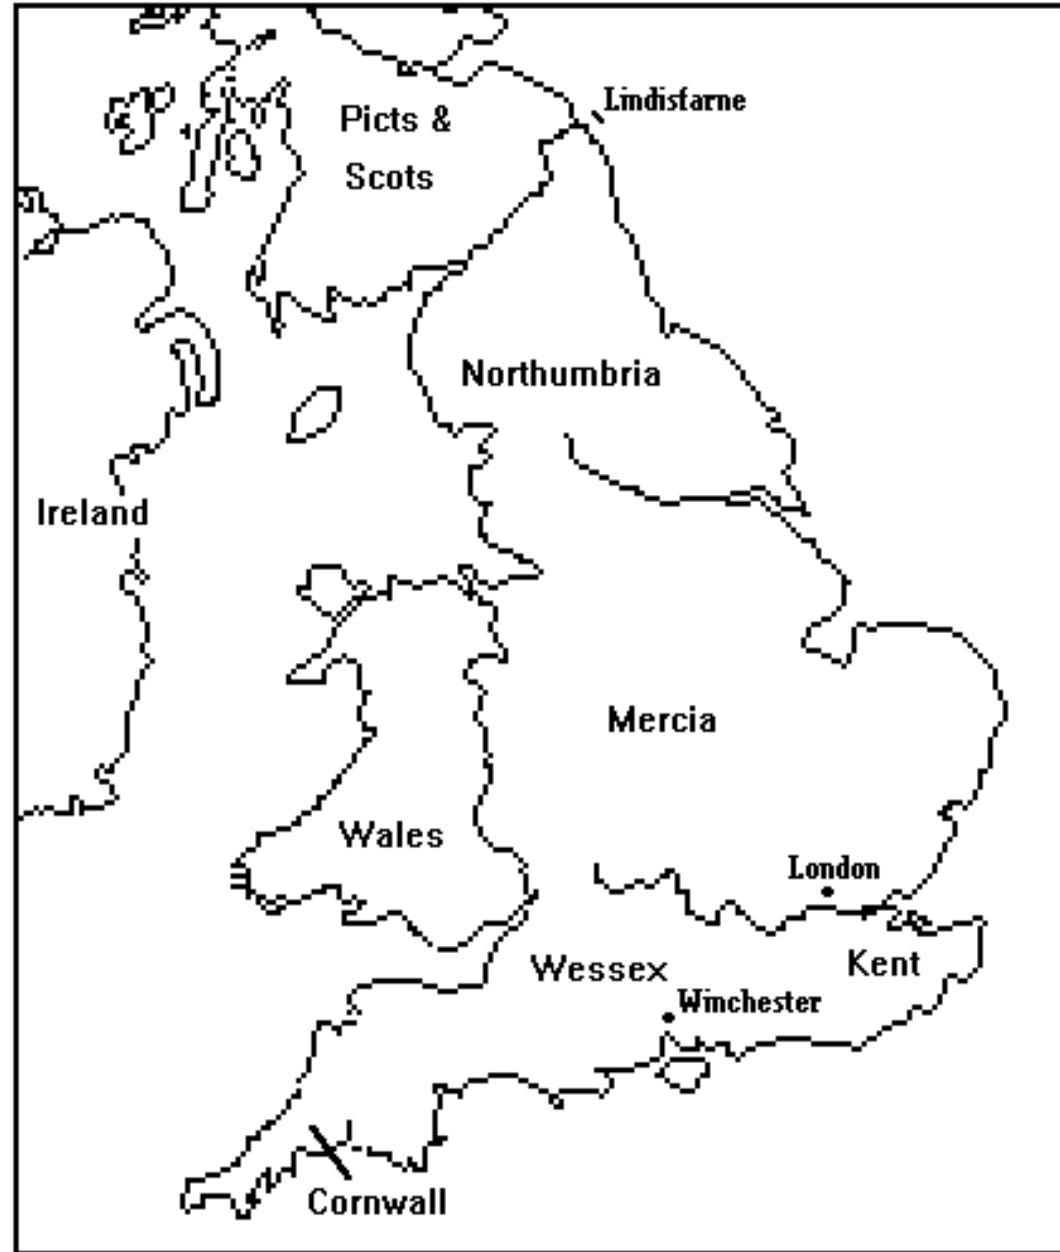 Lindisfarne
Picts &
Scots
Northumbria
Ireland
Mercia
Wales
London
Wessex
Kent
Winchester
Cornwall